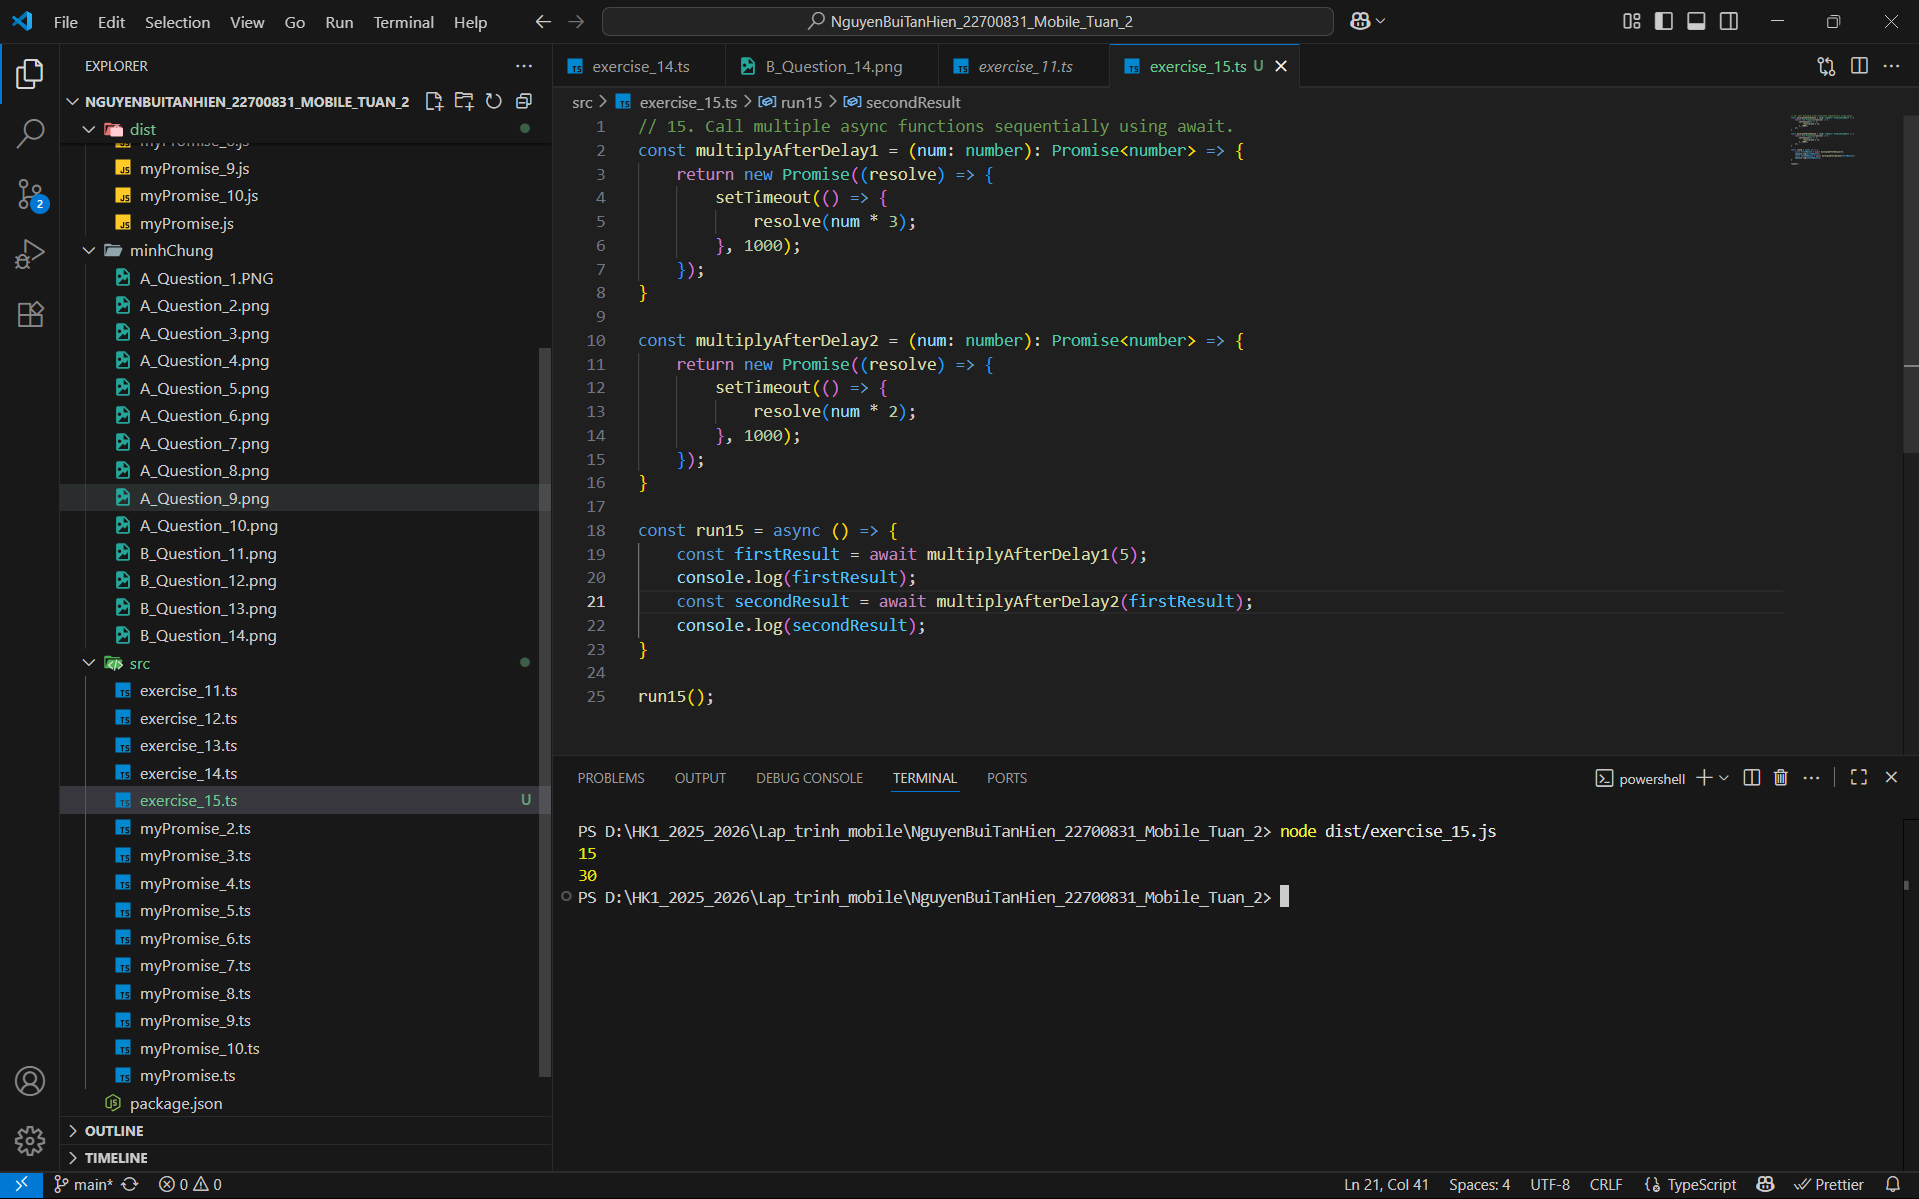 File Edit Selection View Go Run Terminal Help
NguyenBuiTanHien_22700831_Mobile_Tuan_2
EXPLORER
NGUYENBUITANHIEN_22700831_MOBILE_TUAN_2
dist
myPromise_8.js
myPromise_9.js
myPromise_10.js
myPromise.js
minhChung
A_Question_1.PNG
A_Question_2.png
A_Question_3.png
A_Question_4.png
A_Question_5.png
A_Question_6.png
A_Question_7.png
A_Question_8.png
A_Question_9.png
A_Question_10.png
B_Question_11.png
B_Question_12.png
B_Question_13.png
B_Question_14.png
src
exercise_11.ts
exercise_12.ts
exercise_13.ts
exercise_14.ts
exercise_15.ts U
myPromise_2.ts
myPromise_3.ts
myPromise_4.ts
myPromise_5.ts
myPromise_6.ts
myPromise_7.ts
myPromise_8.ts
myPromise_9.ts
myPromise_10.ts
myPromise.ts
package.json
OUTLINE
TIMELINE
2
exercise_14.ts B_Question_14.png exercise_11.ts exercise_15.ts U
src > exercise_15.ts > run15 > secondResult
1 // 15. Call multiple async functions sequentially using await.
2 const multiplyAfterDelay1 = (num: number): Promise<number> => {
3 return new Promise((resolve) => {
4 setTimeout(() => {
5 resolve(num * 3);
6 }, 1000);
7 });
8 }
9
10 const multiplyAfterDelay2 = (num: number): Promise<number> => {
11 return new Promise((resolve) => {
12 setTimeout(() => {
13 resolve(num * 2);
14 }, 1000);
15 });
16 }
17
18 const run15 = async () => {
19 const firstResult = await multiplyAfterDelay1(5);
20 console.log(firstResult);
21 const secondResult = await multiplyAfterDelay2(firstResult);
22 console.log(secondResult);
23 }
24
25 run15();
PROBLEMS OUTPUT DEBUG CONSOLE TERMINAL PORTS
powershell
PS D:\HK1_2025_2026\Lap_trinh_mobile\NguyenBuiTanHien_22700831_Mobile_Tuan_2> node dist/exercise_15.js
15
30
PS D:\HK1_2025_2026\Lap_trinh_mobile\NguyenBuiTanHien_22700831_Mobile_Tuan_2>
main* 0 0
Ln 21, Col 41 Spaces: 4 UTF-8 CRLF TypeScript Prettier